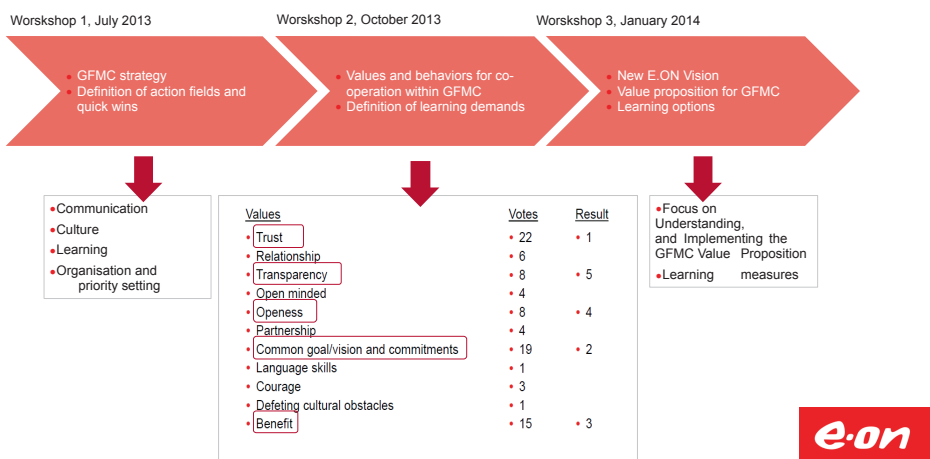 Worskshop 1, July 2013
Worskshop 2, October 2013
Worskshop 3, January 2014
• GFMC strategy
• Definition of action fields and
quick wins
• Values and behaviors for co-
operation within GFMC
• Definition of learning demands
• New E.ON Vision
• Value proposition for GFMC
• Learning options
•Communication
•Culture
•Learning
•Organisation and
priority setting
Values Votes Result
• Trust • 22 • 1
• Relationship • 6
• Transparency • 8 • 5
• Open minded • 4
• Openess • 8 • 4
• Partnership • 4
• Common goal/vision and commitments • 19 • 2
• Language skills • 1
• Courage • 3
• Defeting cultural obstacles • 1
• Benefit • 15 • 3
•Focus on
Understanding,
and Implementing the
GFMC Value Proposition
•Learning measures
e·on